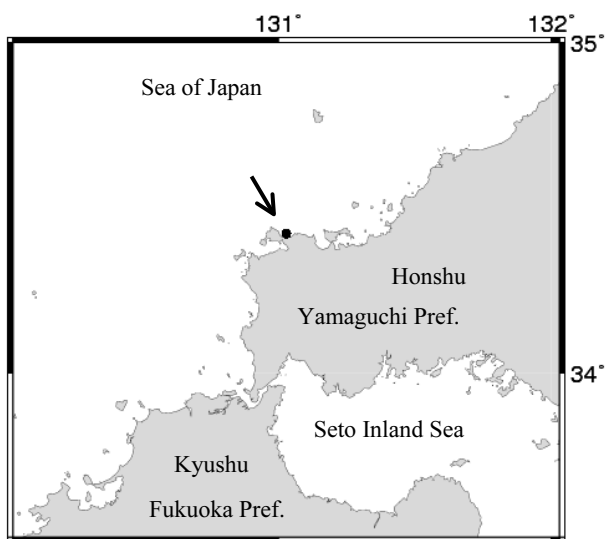 131° 132°
35°
Sea of Japan
Honshu
Yamaguchi Pref.
34°
Seto Inland Sea
Kyushu
Fukuoka Pref.